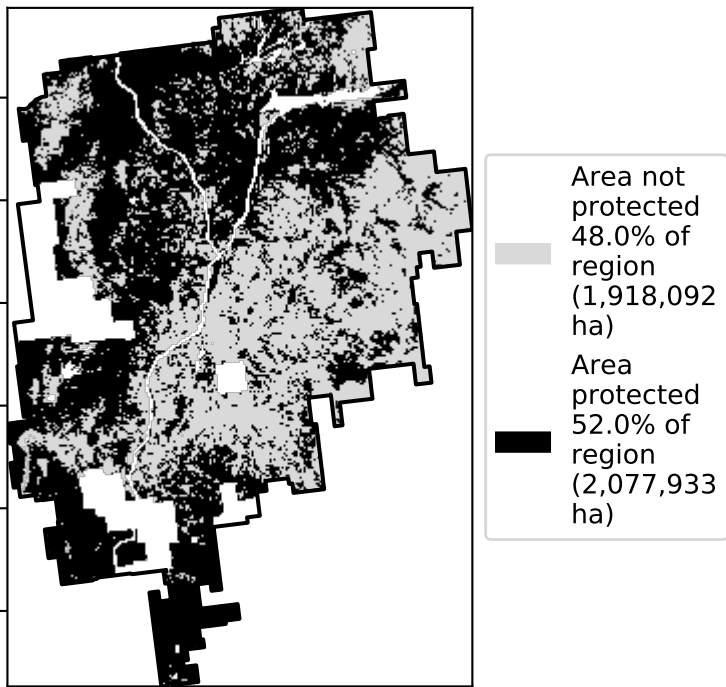 Area not
protected
48.0% of
region
(1,918,092
ha)
Area
protected
52.0% of
region
(2,077,933
ha)